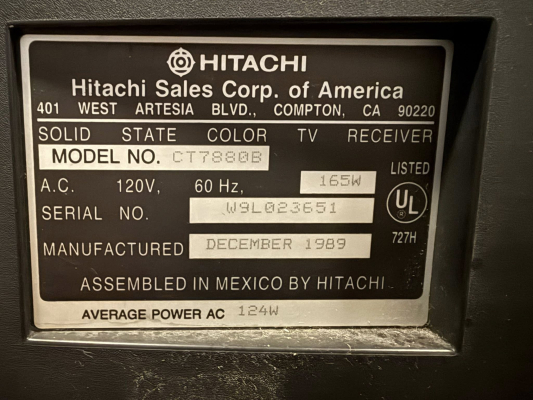 HITACHI
Hitachi Sales Corp. of America
401 WEST ARTESIA BLVD., COMPTON, CA 90220
SOLID STATE COLOR TV RECEIVER
MODEL NO. CT7880B
LISTED
A.C. 120V, 60 Hz, 165W
UL
SERIAL NO. W9L023651
727H
MANUFACTURED DECEMBER 1989
ASSEMBLED IN MEXICO BY HITACHI
AVERAGE POWER AC 124W